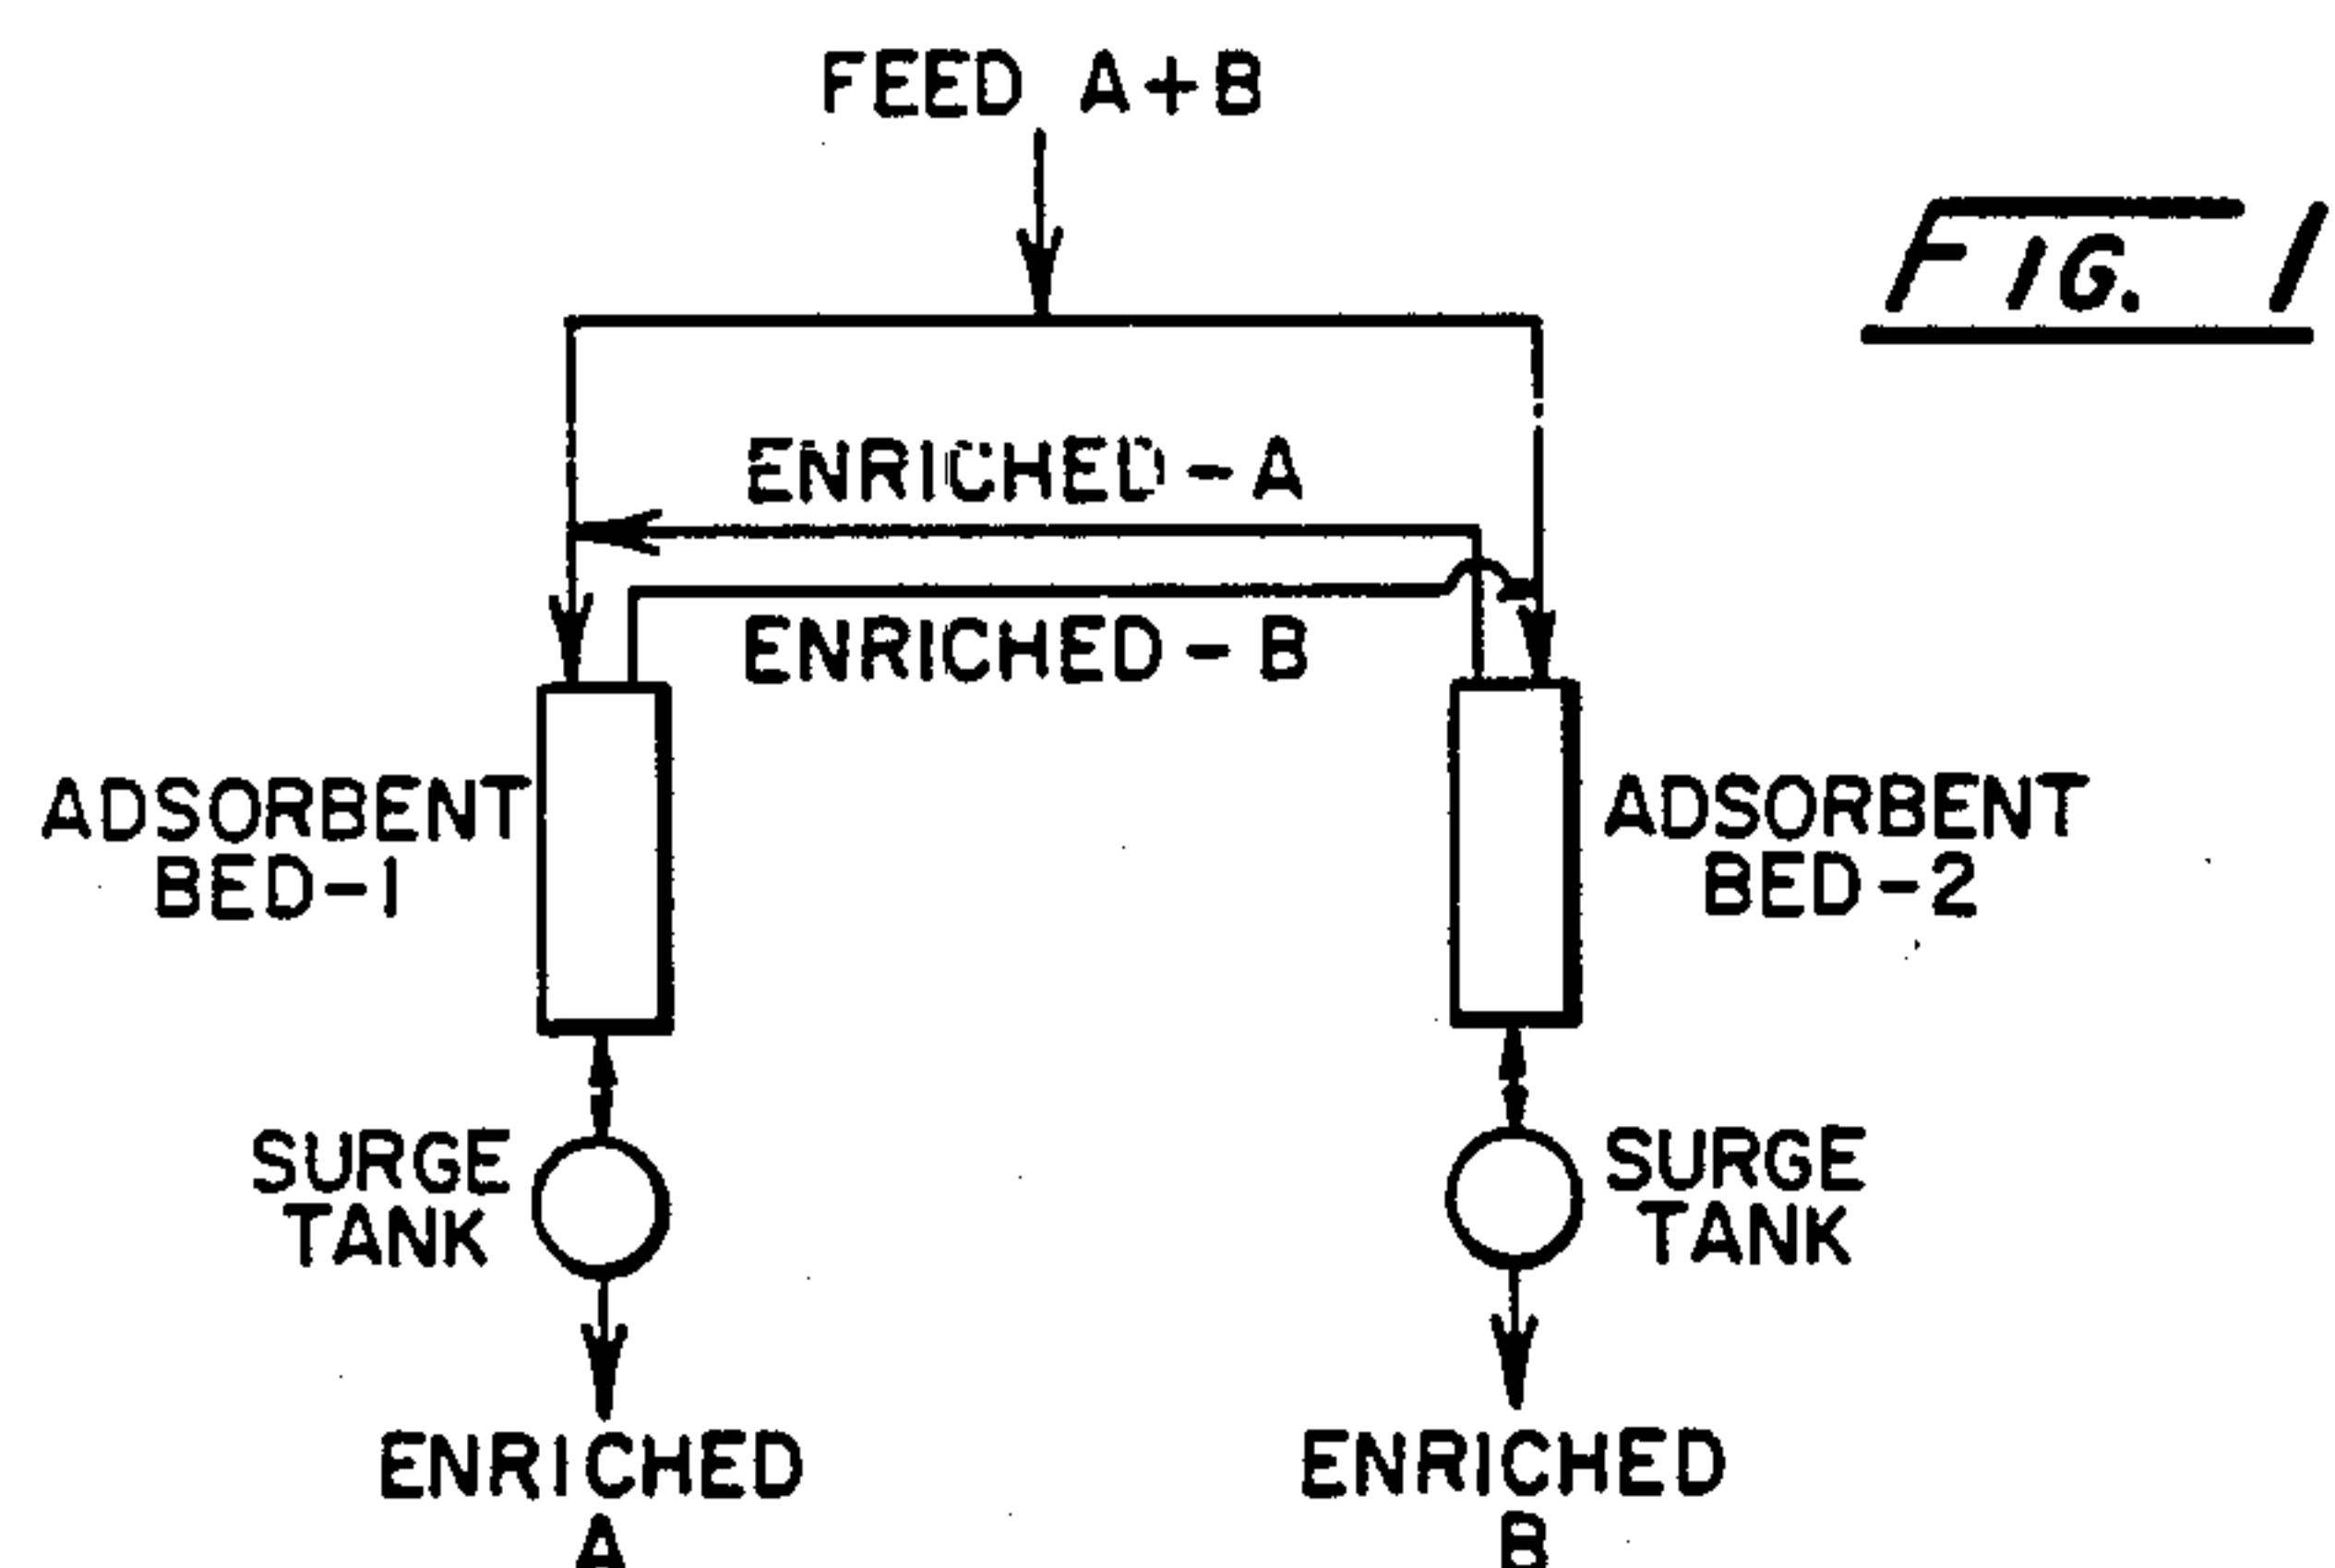 FEED A+B
FIG. 1
ENRICHED-A
ENRICHED-B
ADSORBENT
BED-1
ADSORBENT
BED-2
SURGE
TANK
SURGE
TANK
ENRICHED
A
ENRICHED
B